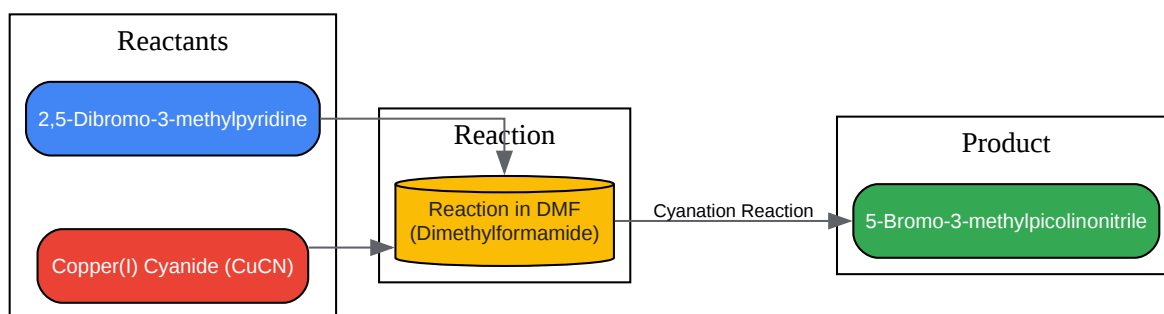 Reactants
2,5-Dibromo-3-methylpyridine
Copper(I) Cyanide (CuCN)
Reaction
Reaction in DMF
(Dimethylformamide)
Cyanation Reaction
Product
5-Bromo-3-methylpicolinonitrile